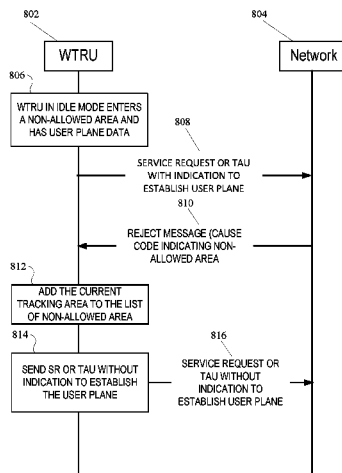 802
804
WTRU
Network
806
WTRU IN IDLE MODE ENTERS
A NON-ALLOWED AREA AND
HAS USER PLANE DATA
808
SERVICE REQUEST OR TAU
WITH INDICATION TO
ESTABLISH USER PLANE
810
REJECT MESSAGE (CAUSE
CODE INDICATING NON-
ALLOWED AREA
812
ADD THE CURRENT
TRACKING AREA TO THE LIST
OF NON-ALLOWED AREA
814
SEND SR OR TAU WITHOUT
INDICATION TO ESTABLISH
THE USER PLANE
816
SERVICE REQUEST OR
TAU WITHOUT
INDICATION TO
ESTABLISH USER PLANE